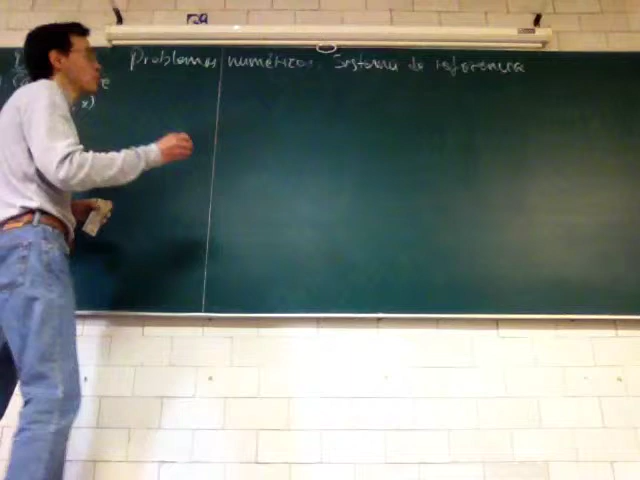 Problemas numéricos. Sistema de referencia
x)